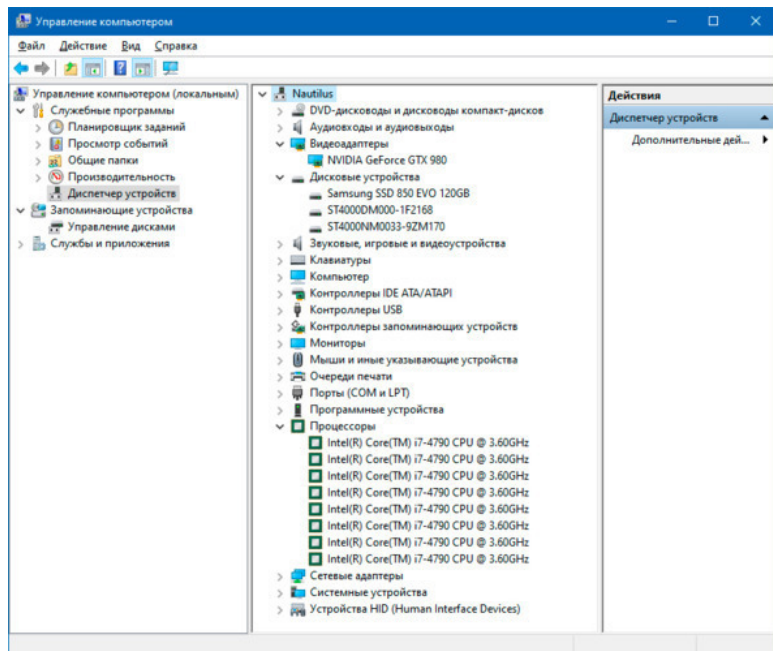 Управление компьютером
Файл Действие Вид Справка
Управление компьютером (локальным)
Служебные программы
Планировщик заданий
Просмотр событий
Общие папки
Производительность
Диспетчер устройств
Запоминающие устройства
Управление дисками
Службы и приложения
Nautilus
DVD-дисководы и дисководы компакт-дисков
Аудиовходы и аудиовыходы
Видеоадаптеры
NVIDIA GeForce GTX 980
Дисковые устройства
Samsung SSD 850 EVO 120GB
ST4000DM000-1F2168
ST4000NM0033-9ZM170
Звуковые, игровые и видеоустройства
Клавиатуры
Компьютер
Контроллеры IDE ATA/ATAPI
Контроллеры USB
Контроллеры запоминающих устройств
Мониторы
Мыши и иные указывающие устройства
Очереди печати
Порты (COM и LPT)
Программные устройства
Процессоры
Intel(R) Core(TM) i7-4790 CPU @ 3.60GHz
Intel(R) Core(TM) i7-4790 CPU @ 3.60GHz
Intel(R) Core(TM) i7-4790 CPU @ 3.60GHz
Intel(R) Core(TM) i7-4790 CPU @ 3.60GHz
Intel(R) Core(TM) i7-4790 CPU @ 3.60GHz
Intel(R) Core(TM) i7-4790 CPU @ 3.60GHz
Intel(R) Core(TM) i7-4790 CPU @ 3.60GHz
Intel(R) Core(TM) i7-4790 CPU @ 3.60GHz
Сетевые адаптеры
Системные устройства
Устройства HID (Human Interface Devices)
Действия
Диспетчер устройств
Дополнительные дей...